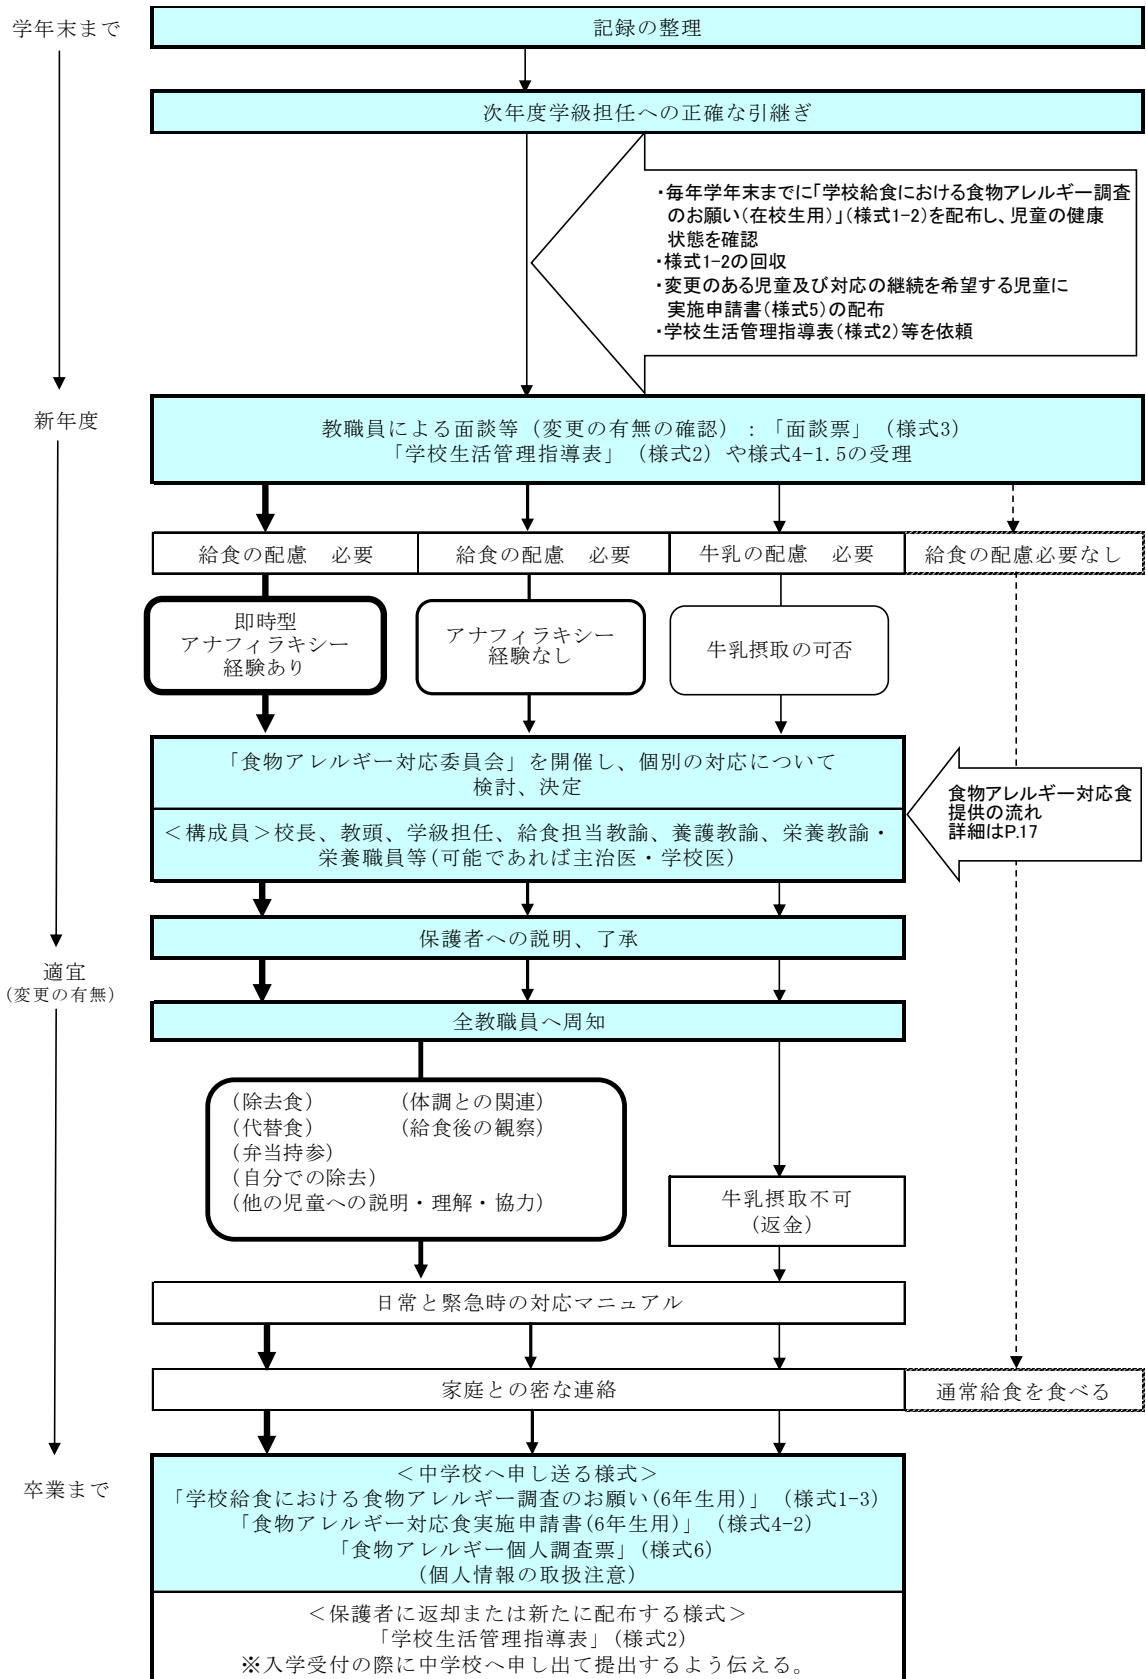 学年末まで
記録の整理
次年度学級担任への正確な引継ぎ
・毎年学年末までに「学校給食における食物アレルギー調査
のお願い(在校生用)」(様式1-2)を配布し、児童の健康
状態を確認
・様式1-2の回収
・変更のある児童及び対応の継続を希望する児童に
実施申請書(様式5)の配布
・学校生活管理指導表(様式2)等を依頼
新年度
教職員による面談等（変更の有無の確認）：「面談票」（様式3）
「学校生活管理指導表」（様式2）や様式4-1.5の受理
給食の配慮　必要
給食の配慮　必要
牛乳の配慮　必要
給食の配慮必要なし
即時型
アナフィラキシー
経験あり
アナフィラキシー
経験なし
牛乳摂取の可否
「食物アレルギー対応委員会」を開催し、個別の対応について
検討、決定
＜構成員＞校長、教頭、学級担任、給食担当教諭、養護教諭、栄養教諭・
栄養職員等(可能であれば主治医・学校医)
食物アレルギー対応食
提供の流れ
詳細はP.17
保護者への説明、了承
適宜
(変更の有無)
全教職員へ周知
(除去食)　(体調との関連)
(代替食)　(給食後の観察)
(弁当持参)
(自分での除去)
(他の児童への説明・理解・協力)
牛乳摂取不可
(返金)
日常と緊急時の対応マニュアル
家庭との密な連絡
通常給食を食べる
卒業まで
＜中学校へ申し送る様式＞
「学校給食における食物アレルギー調査のお願い(6年生用)」（様式1-3）
「食物アレルギー対応食実施申請書(6年生用)」（様式4-2）
「食物アレルギー個人調査票」(様式6)
(個人情報の取扱注意)
＜保護者に返却または新たに配布する様式＞
「学校生活管理指導表」(様式2)
※入学受付の際に中学校へ申し出て提出するよう伝える。